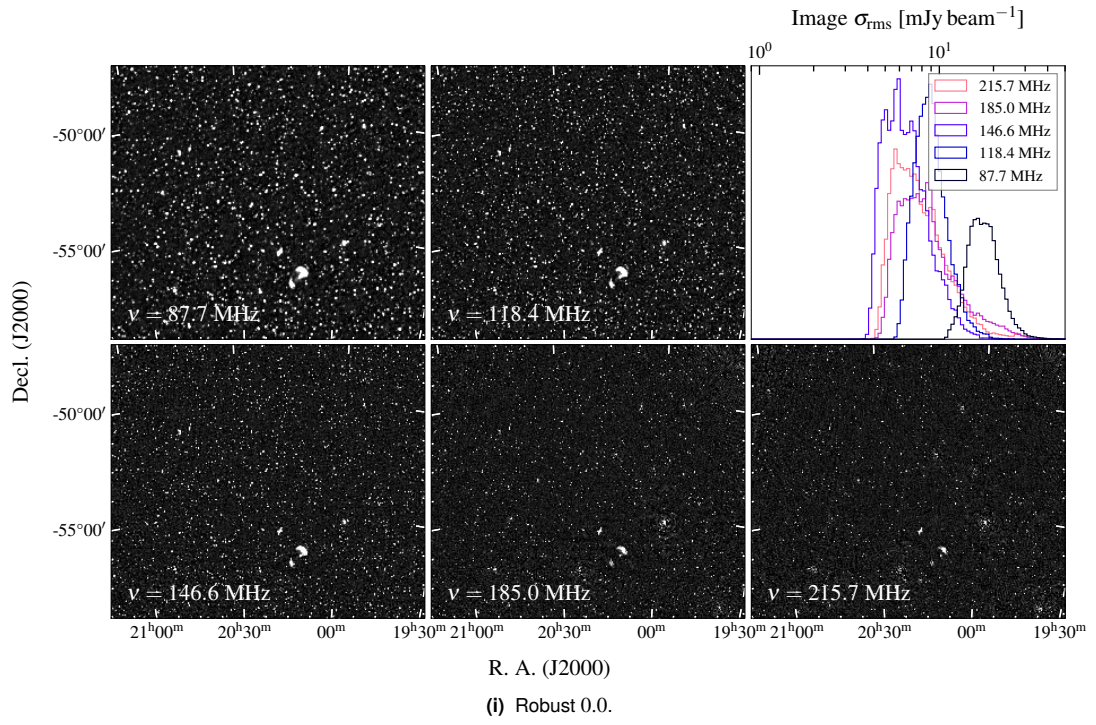 Image σrms [mJy beam⁻¹]
10⁰ 10¹
215.7 MHz
185.0 MHz
146.6 MHz
118.4 MHz
87.7 MHz
-50°00′
-55°00′
ν = 87.7 MHz
ν = 118.4 MHz
Decl. (J2000)
-50°00′
-55°00′
ν = 146.6 MHz
ν = 185.0 MHz
ν = 215.7 MHz
21ʰ00ᵐ 20ʰ30ᵐ 00ᵐ 19ʰ30ᵐ 21ʰ00ᵐ 20ʰ30ᵐ 00ᵐ 19ʰ30ᵐ 21ʰ00ᵐ 20ʰ30ᵐ 00ᵐ 19ʰ30ᵐ
R. A. (J2000)
(i) Robust 0.0.